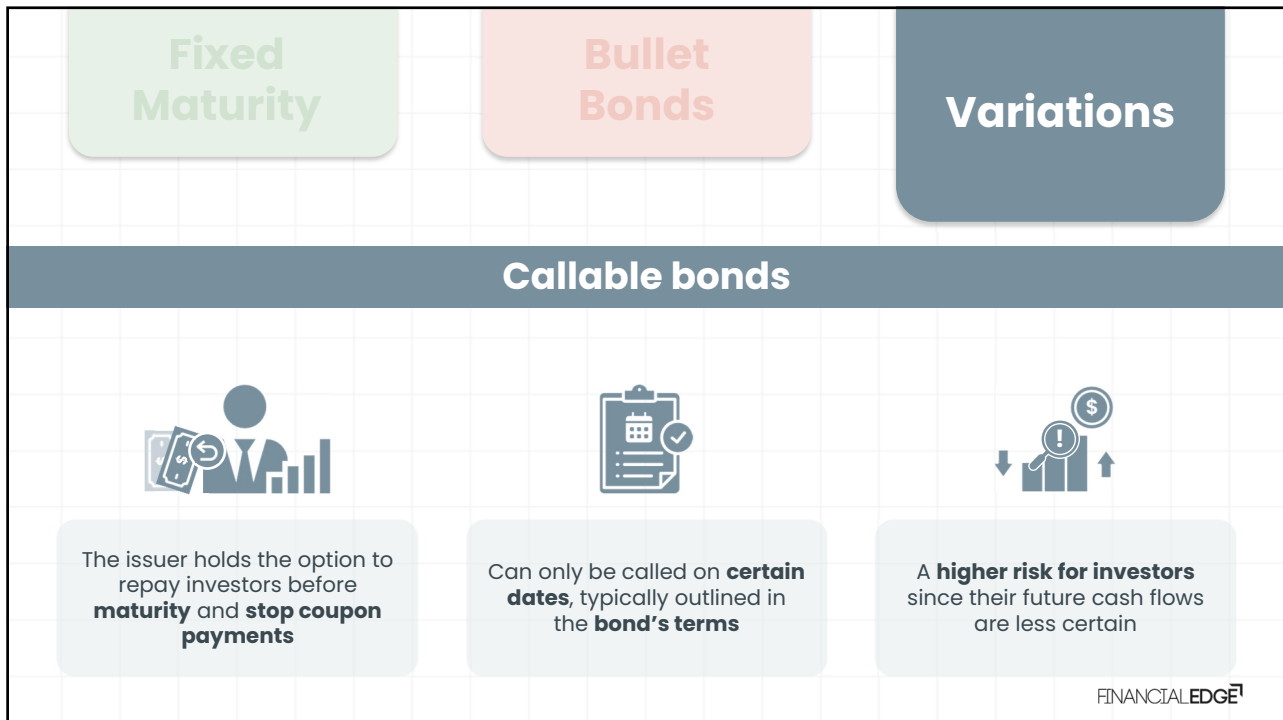 Fixed
Maturity
Bullet
Bonds
Variations
Callable bonds
The issuer holds the option to
repay investors before
maturity and stop coupon
payments
Can only be called on certain
dates, typically outlined in
the bond’s terms
A higher risk for investors
since their future cash flows
are less certain
FINANCIALEDGE